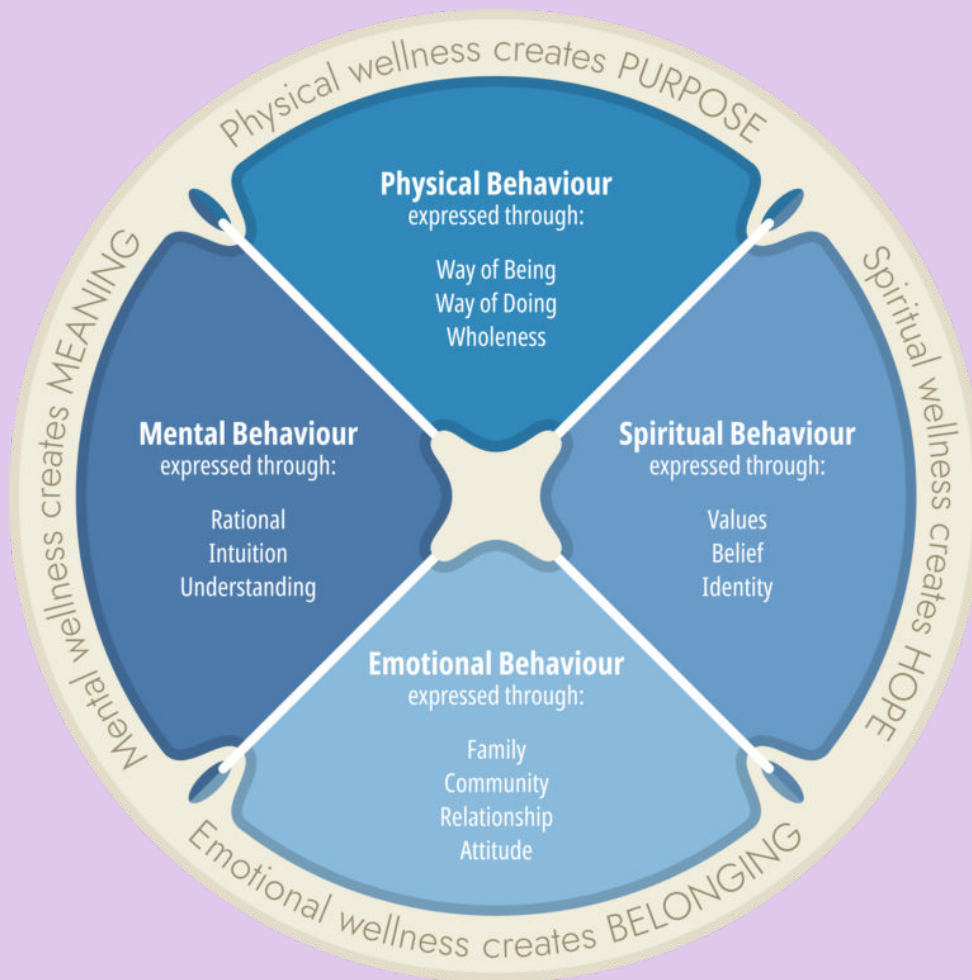 Physical wellness creates PURPOSE
Physical Behaviour
expressed through:
Way of Being
Way of Doing
Wholeness
Mental wellness creates MEANING
Mental Behaviour
expressed through:
Rational
Intuition
Understanding
Spiritual Behaviour
expressed through:
Values
Belief
Identity
Spiritual wellness creates HOPE
Emotional Behaviour
expressed through:
Family
Community
Relationship
Attitude
Emotional wellness creates BELONGING